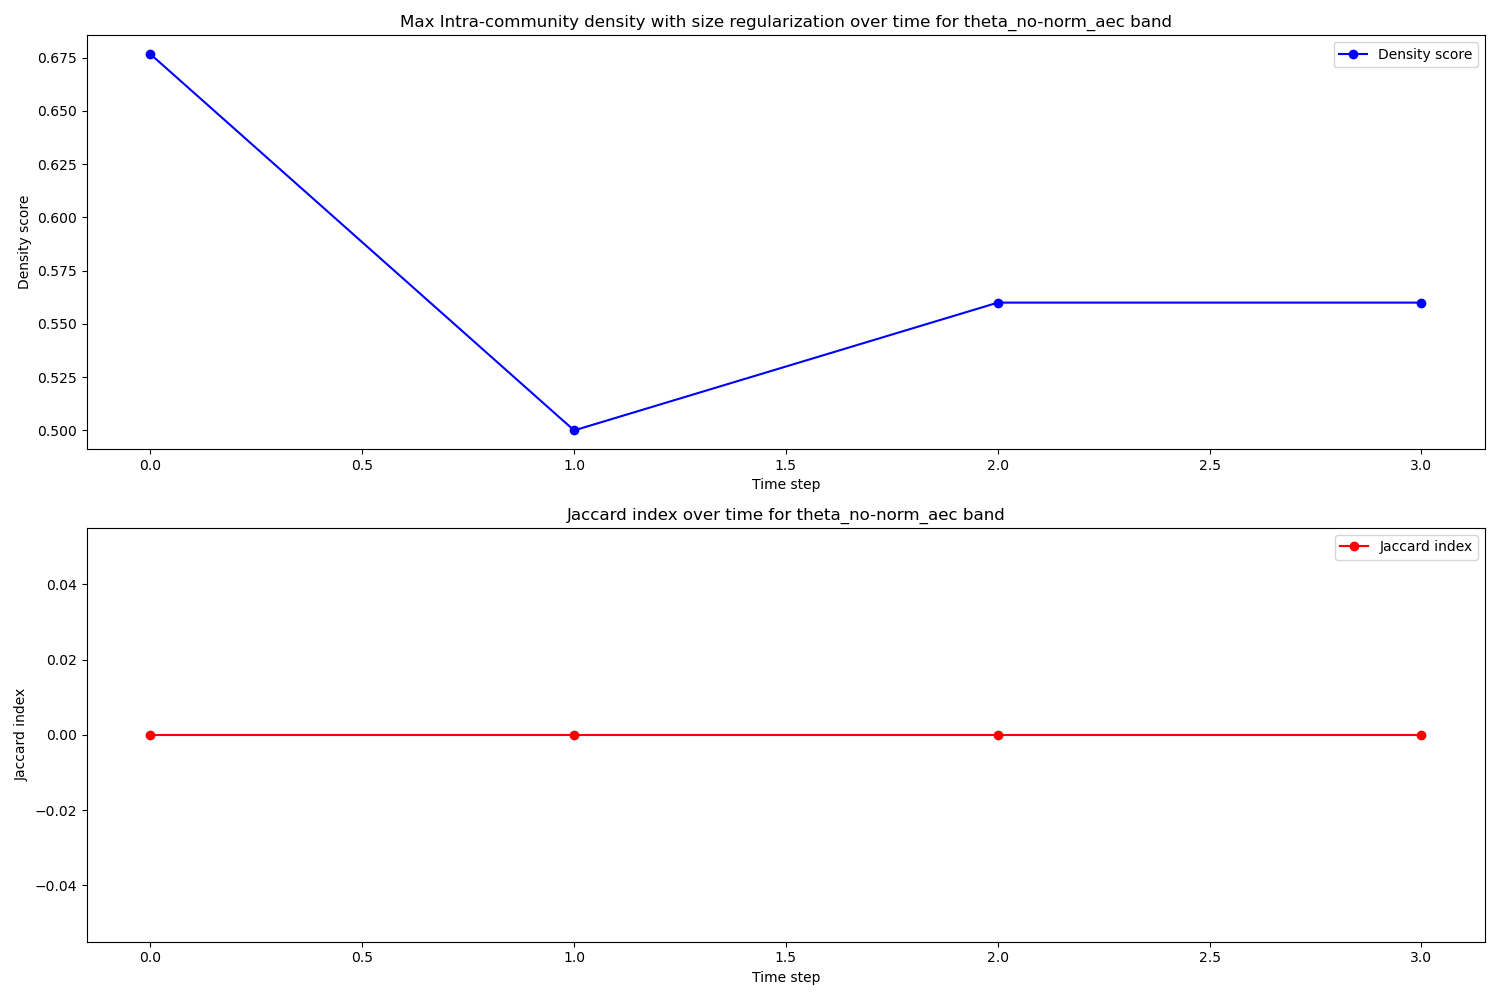 Max Intra-community density with size regularization over time for theta_no-norm_aec band
Density score
0.675
0.650
0.625
0.600
0.575
0.550
0.525
0.500
Density score
0.0 0.5 1.0 1.5 2.0 2.5 3.0
Time step
Jaccard index over time for theta_no-norm_aec band
Jaccard index
0.04
0.02
0.00
−0.02
−0.04
Jaccard index
0.0 0.5 1.0 1.5 2.0 2.5 3.0
Time step